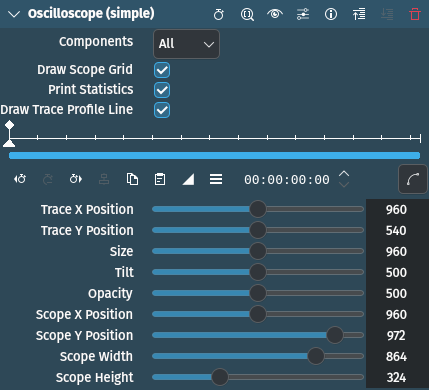 Oscilloscope (simple)
Components All
Draw Scope Grid
Print Statistics
Draw Trace Profile Line
00:00:00:00
Trace X Position 960
Trace Y Position 540
Size 960
Tilt 500
Opacity 500
Scope X Position 960
Scope Y Position 972
Scope Width 864
Scope Height 324